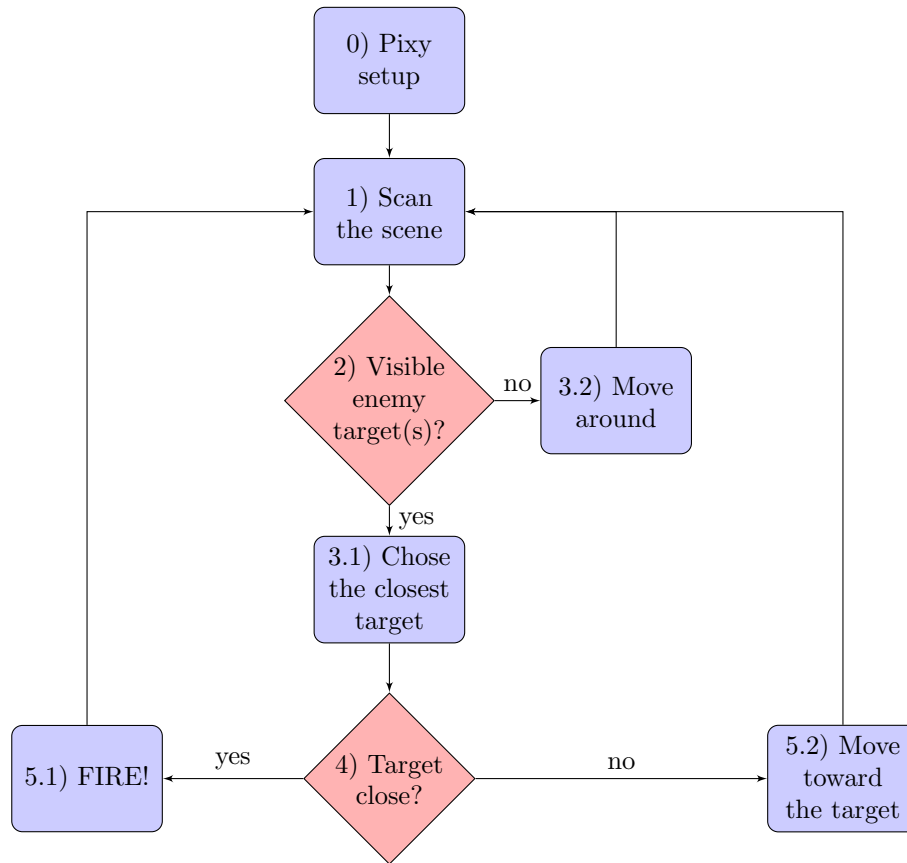 0) Pixy
setup
1) Scan
the scene
2) Visible
enemy
target(s)?
no
3.2) Move
around
yes
3.1) Chose
the closest
target
4) Target
close?
yes
5.1) FIRE!
no
5.2) Move
toward
the target